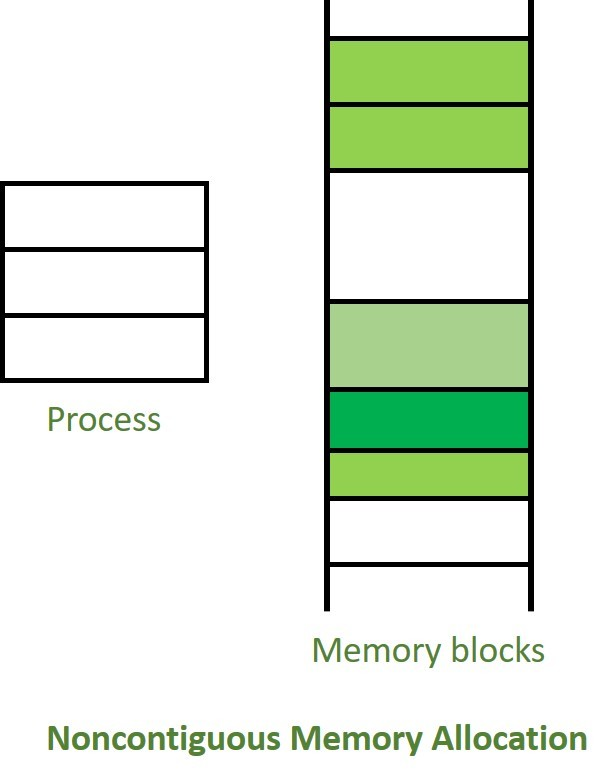 Process
Memory blocks
Noncontiguous Memory Allocation